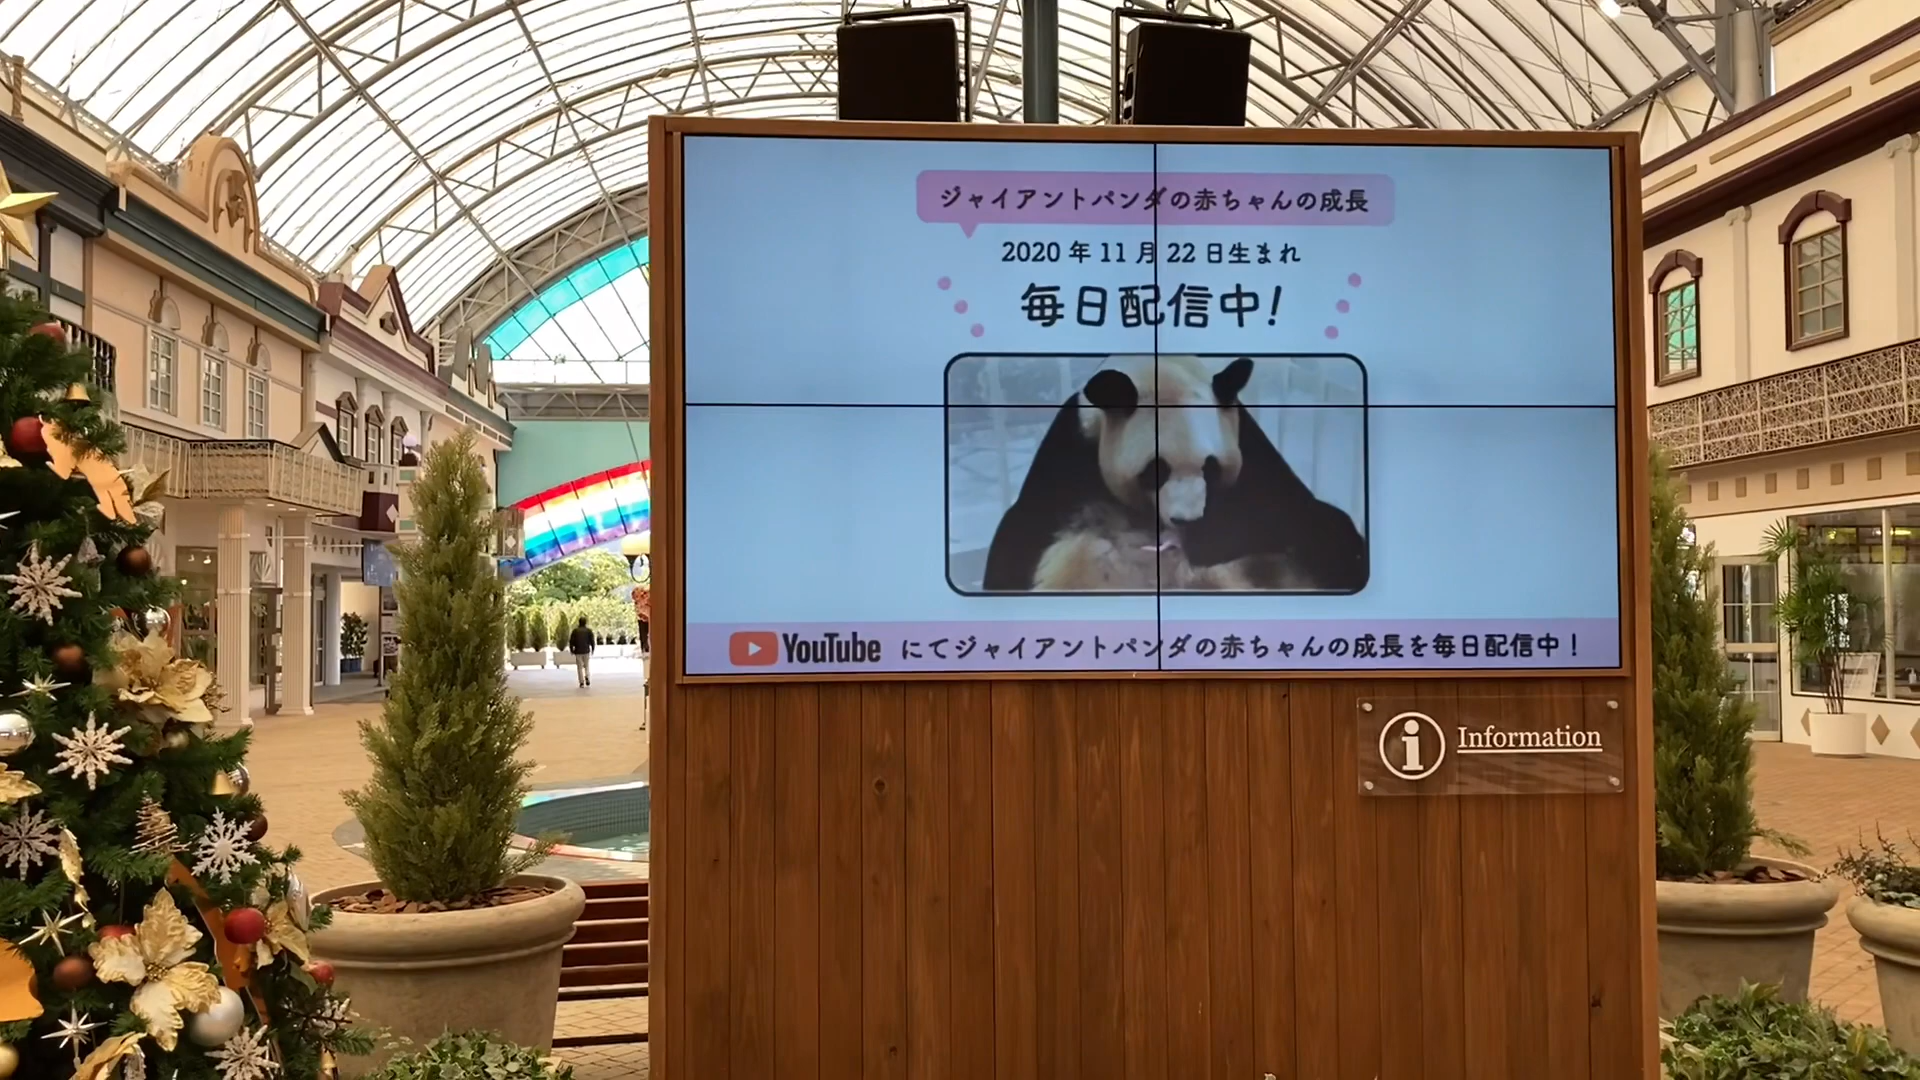 ジャイアントパンダの赤ちゃんの成長
2020年11月22日生まれ
毎日配信中!
YouTube にてジャイアントパンダの赤ちゃんの成長を毎日配信中!
i Information